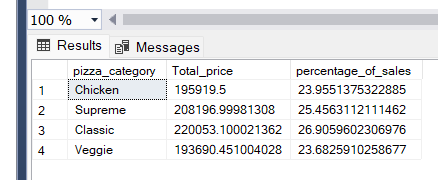 100 %
Results Messages
pizza_category Total_price percentage_of_sales
1 Chicken 195919.5 23.9551375322885
2 Supreme 208196.99981308 25.4563112111462
3 Classic 220053.100021362 26.9059602306976
4 Veggie 193690.451004028 23.6825910258677